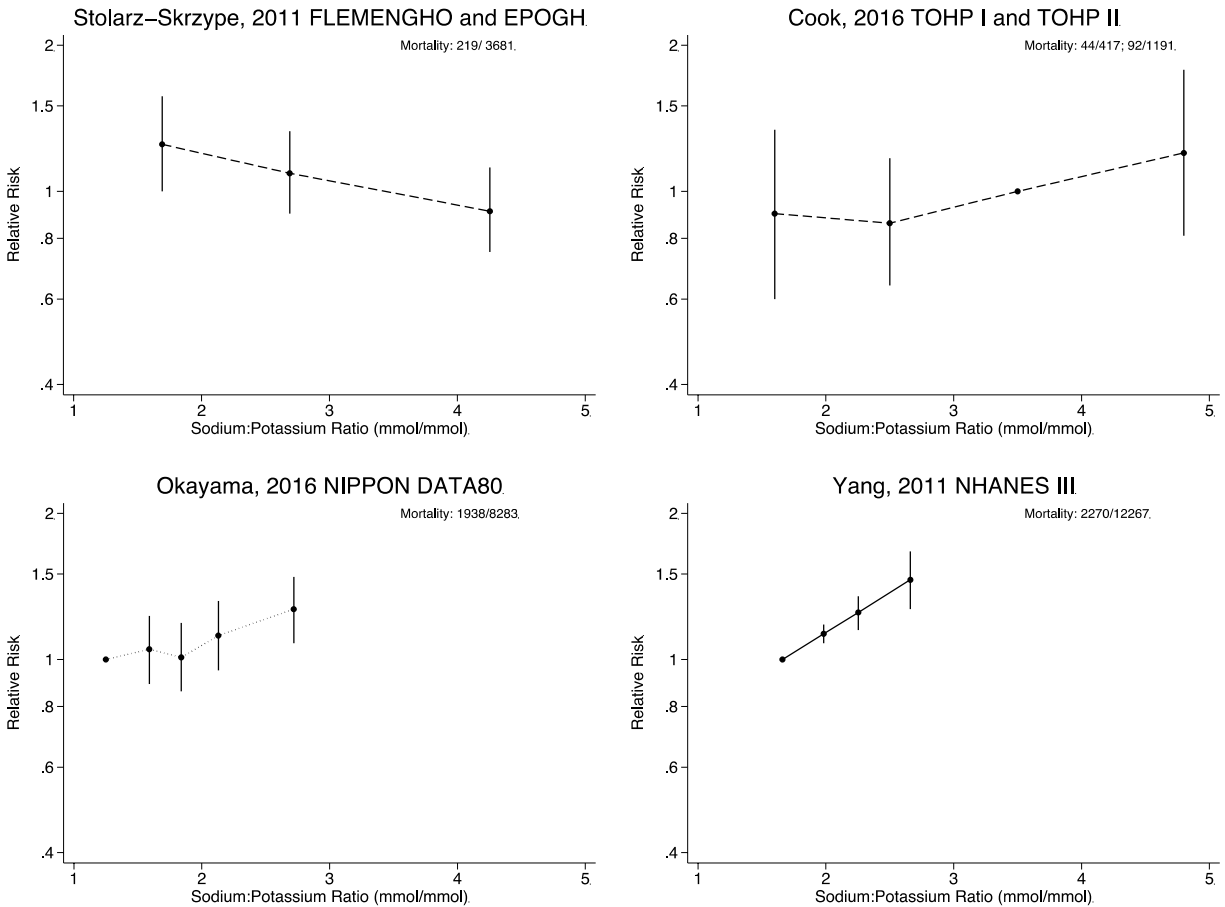 Stolarz-Skrzype, 2011 FLEMENGHO and EPOGH
Mortality: 219/ 3681
2
1.5
1
.8
.6
.4
Relative Risk
1 2 3 4 5
Sodium:Potassium Ratio (mmol/mmol)
Cook, 2016 TOHP I and TOHP II
Mortality: 44/417; 92/1191
2
1.5
1
.8
.6
.4
Relative Risk
1 2 3 4 5
Sodium:Potassium Ratio (mmol/mmol)
Okayama, 2016 NIPPON DATA80
Mortality: 1938/8283
2
1.5
1
.8
.6
.4
Relative Risk
1 2 3 4 5
Sodium:Potassium Ratio (mmol/mmol)
Yang, 2011 NHANES III
Mortality: 2270/12267
2
1.5
1
.8
.6
.4
Relative Risk
1 2 3 4 5
Sodium:Potassium Ratio (mmol/mmol)